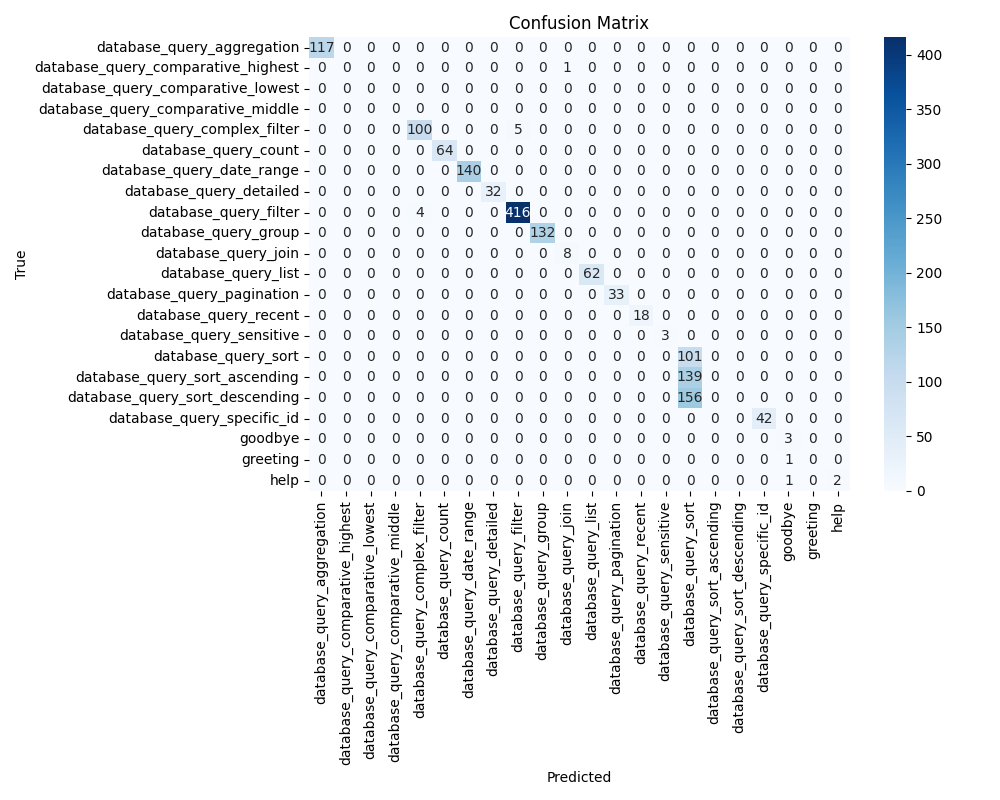 Confusion Matrix
database_query_aggregation 117 0 0 0 0 0 0 0 0 0 0 0 0 0 0 0 0 0 0 0 0 0
database_query_comparative_highest 0 0 0 0 0 0 0 0 0 0 1 0 0 0 0 0 0 0 0 0 0 0
database_query_comparative_lowest 0 0 0 0 0 0 0 0 0 0 0 0 0 0 0 0 0 0 0 0 0 0
database_query_comparative_middle 0 0 0 0 0 0 0 0 0 0 0 0 0 0 0 0 0 0 0 0 0 0
database_query_complex_filter 0 0 0 0 100 0 0 0 5 0 0 0 0 0 0 0 0 0 0 0 0 0
database_query_count 0 0 0 0 0 64 0 0 0 0 0 0 0 0 0 0 0 0 0 0 0 0
database_query_date_range 0 0 0 0 0 0 140 0 0 0 0 0 0 0 0 0 0 0 0 0 0 0
database_query_detailed 0 0 0 0 0 0 0 32 0 0 0 0 0 0 0 0 0 0 0 0 0 0
database_query_filter 0 0 0 0 4 0 0 0 416 0 0 0 0 0 0 0 0 0 0 0 0 0
database_query_group 0 0 0 0 0 0 0 0 0 132 0 0 0 0 0 0 0 0 0 0 0 0
database_query_join 0 0 0 0 0 0 0 0 0 0 8 0 0 0 0 0 0 0 0 0 0 0
database_query_list 0 0 0 0 0 0 0 0 0 0 0 62 0 0 0 0 0 0 0 0 0 0
database_query_pagination 0 0 0 0 0 0 0 0 0 0 0 0 33 0 0 0 0 0 0 0 0 0
database_query_recent 0 0 0 0 0 0 0 0 0 0 0 0 0 18 0 0 0 0 0 0 0 0
database_query_sensitive 0 0 0 0 0 0 0 0 0 0 0 0 0 0 3 0 0 0 0 0 0 0
database_query_sort 0 0 0 0 0 0 0 0 0 0 0 0 0 0 0 101 0 0 0 0 0 0
database_query_sort_ascending 0 0 0 0 0 0 0 0 0 0 0 0 0 0 0 139 0 0 0 0 0 0
database_query_sort_descending 0 0 0 0 0 0 0 0 0 0 0 0 0 0 0 156 0 0 0 0 0 0
database_query_specific_id 0 0 0 0 0 0 0 0 0 0 0 0 0 0 0 0 0 0 42 0 0 0
goodbye 0 0 0 0 0 0 0 0 0 0 0 0 0 0 0 0 0 0 0 3 0 0
greeting 0 0 0 0 0 0 0 0 0 0 0 0 0 0 0 0 0 0 0 1 0 0
help 0 0 0 0 0 0 0 0 0 0 0 0 0 0 0 0 0 0 0 1 0 2
True
database_query_aggregation
database_query_comparative_highest
database_query_comparative_lowest
database_query_comparative_middle
database_query_complex_filter
database_query_count
database_query_date_range
database_query_detailed
database_query_filter
database_query_group
database_query_join
database_query_list
database_query_pagination
database_query_recent
database_query_sensitive
database_query_sort
database_query_sort_ascending
database_query_sort_descending
database_query_specific_id
goodbye
greeting
help
Predicted
400
350
300
250
200
150
100
50
0